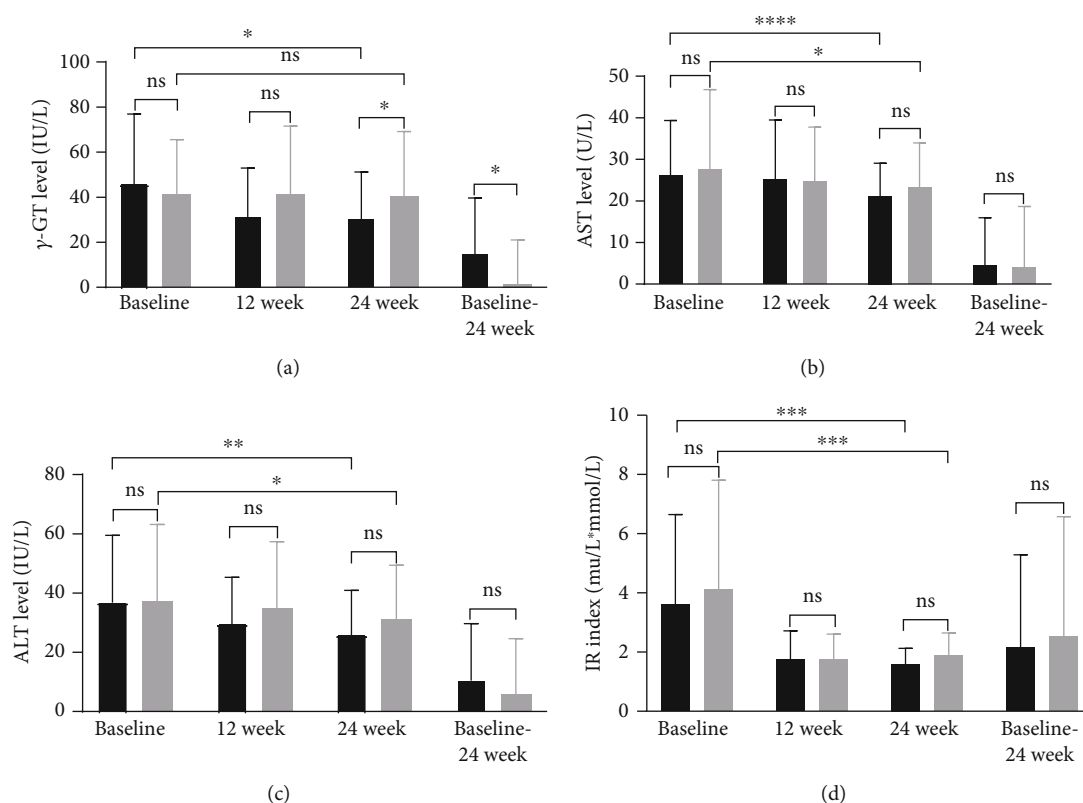 *
ns
ns
ns
*
*
γ-GT level (IU/L)
100
80
60
40
20
0
Baseline
12 week
24 week
Baseline-
24 week
(a)
****
*
ns
ns
ns
ns
AST level (U/L)
50
40
30
20
10
0
Baseline
12 week
24 week
Baseline-
24 week
(b)
**
*
ns
ns
ns
ns
ALT level (IU/L)
80
60
40
20
0
Baseline
12 week
24 week
Baseline-
24 week
(c)
***
***
ns
ns
ns
ns
IR index (mu/L*mmol/L)
10
8
6
4
2
0
Baseline
12 week
24 week
Baseline-
24 week
(d)